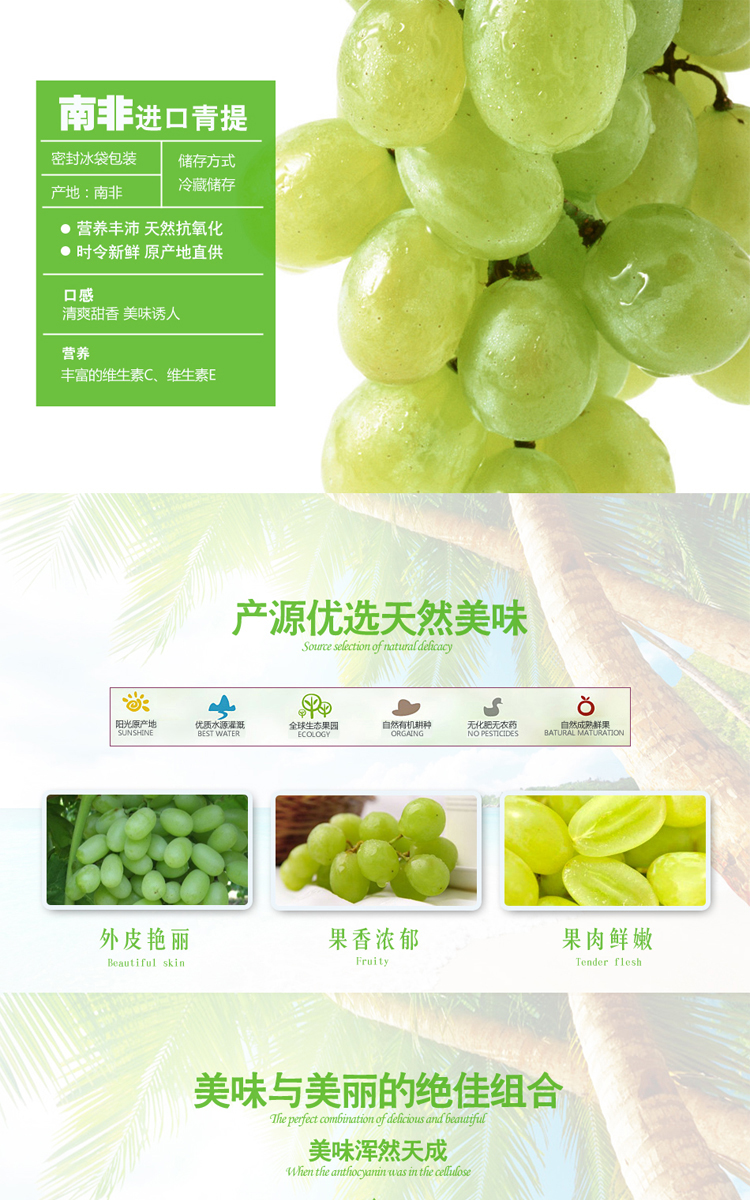 南非进口青提
密封冰袋包装
产地：南非
储存方式
冷藏储存
● 营养丰沛 天然抗氧化
● 时令新鲜 原产地直供
口感
清爽甜香 美味诱人
营养
丰富的维生素C、维生素E
产源优选天然美味
Source selection of natural delicacy
阳光原产地
SUNSHINE
优质水源灌溉
BEST WATER
全球生态果园
ECOLOGY
自然有机耕种
ORGAING
无化肥无农药
NO PESTICIDES
自然成熟鲜果
BATURAL MATURATION
外皮艳丽
Beautiful skin
果香浓郁
Fruity
果肉鲜嫩
Tender flesh
美味与美丽的绝佳组合
The perfect combination of delicious and beautiful
美味浑然天成
When the anthocyanin was in the cellulose